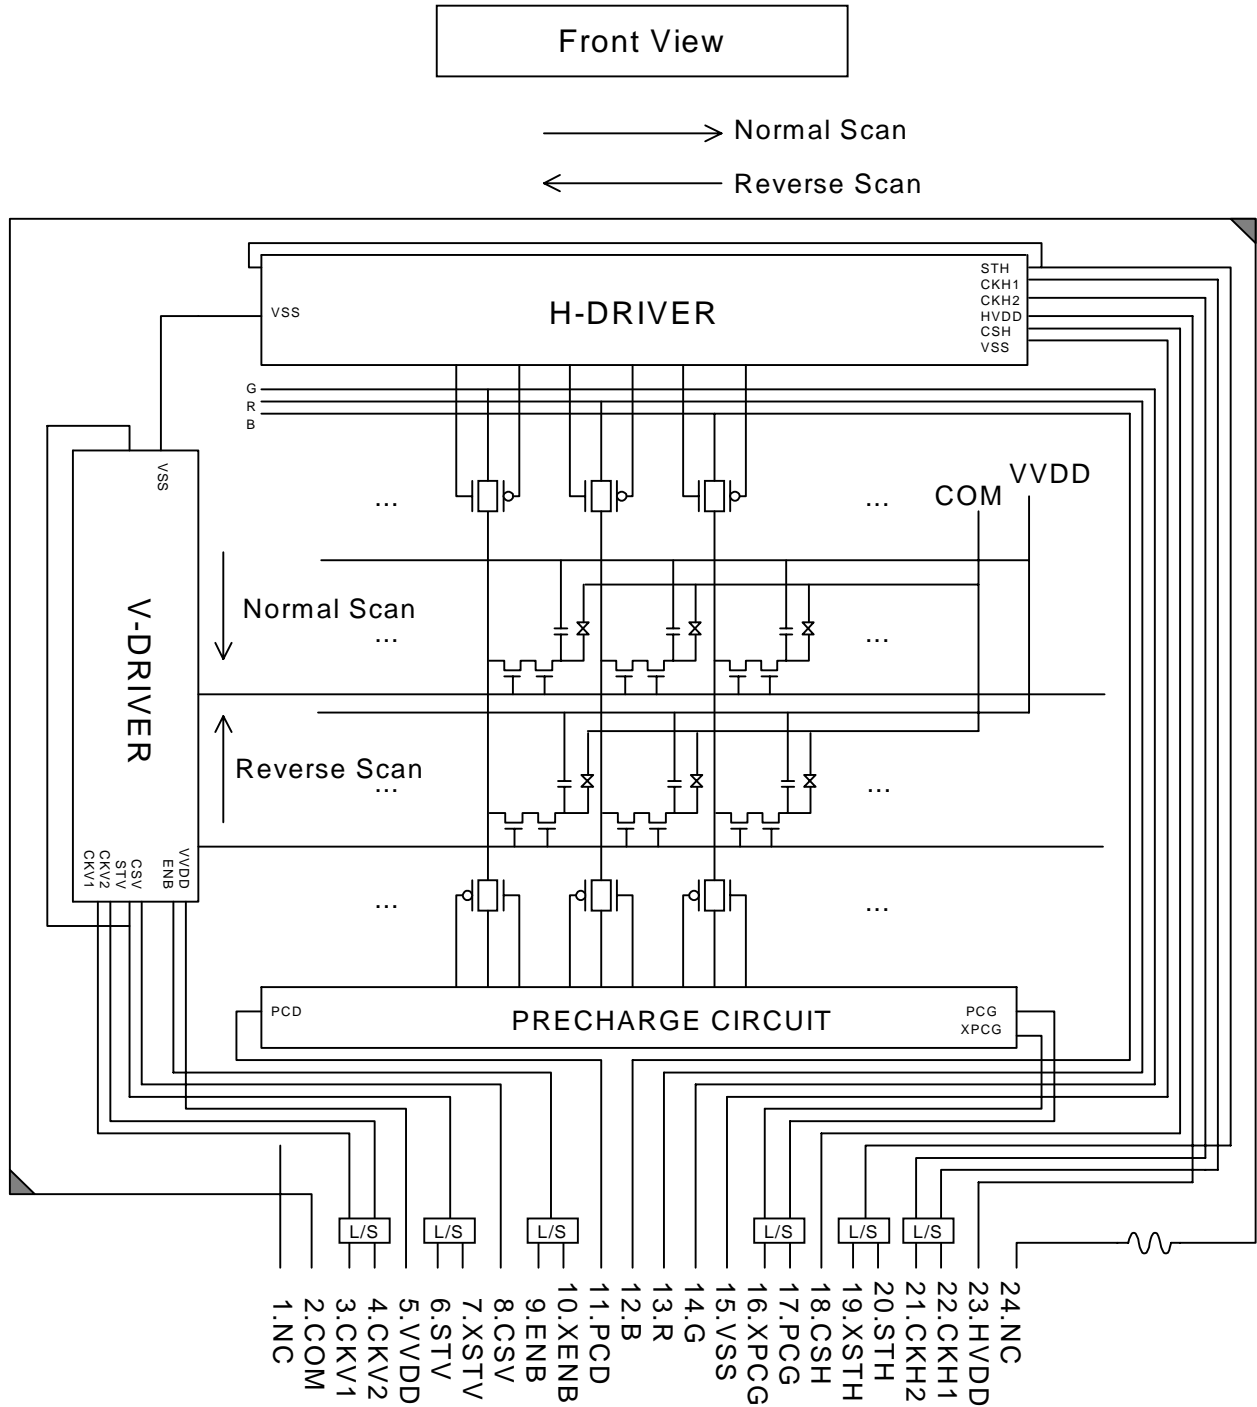 Front View
Normal Scan
Reverse Scan
H-DRIVER
VSS
STH
CKH1
CKH2
HVDD
CSH
VSS
G
R
B
VSS
V-DRIVER
CKV1
CKV2
STV
CSV
ENB
VVDD
Normal Scan
Reverse Scan
COM
VVDD
...
...
...
...
...
...
...
...
PCD
PRECHARGE CIRCUIT
PCG
XPCG
L/S
L/S
L/S
L/S
L/S
L/S
1.NC
2.COM
3.CKV1
4.CKV2
5.VVDD
6.STV
7.XSTV
8.CSV
9.ENB
10.XENB
11.PCD
12.B
13.R
14.G
15.VSS
16.XPCG
17.PCG
18.CSH
19.XSTH
20.STH
21.CKH2
22.CKH1
23.HVDD
24.NC